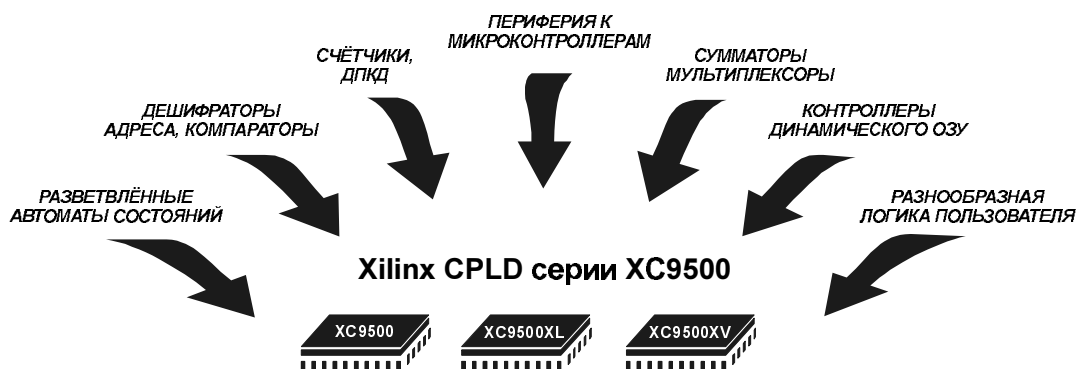 ПЕРИФЕРИЯ К
МИКРОКОНТРОЛЛЕРАМ
СЧЁТЧИКИ,
ДПКД
СУММАТОРЫ
МУЛЬТИПЛЕКСОРЫ
ДЕШИФРАТОРЫ
АДРЕСА, КОМПАРАТОРЫ
КОНТРОЛЛЕРЫ
ДИНАМИЧЕСКОГО ОЗУ
РАЗВЕТВЛЁННЫЕ
АВТОМАТЫ СОСТОЯНИЙ
РАЗНООБРАЗНАЯ
ЛОГИКА ПОЛЬЗОВАТЕЛЯ
Xilinx CPLD серии XC9500
XC9500
XC9500XL
XC9500XV